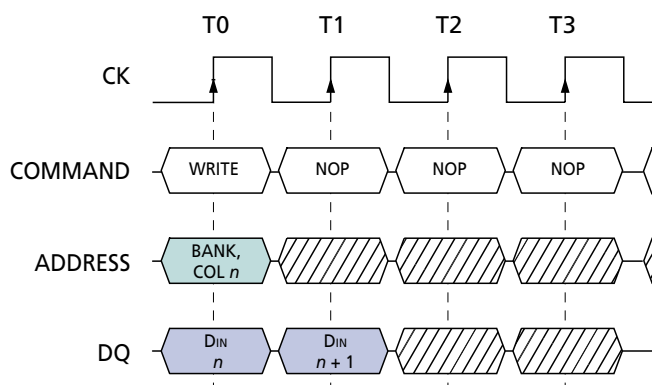 T0 T1 T2 T3
CK
COMMAND WRITE NOP NOP NOP
ADDRESS BANK,
COL n
DQ DIN DIN
n n + 1